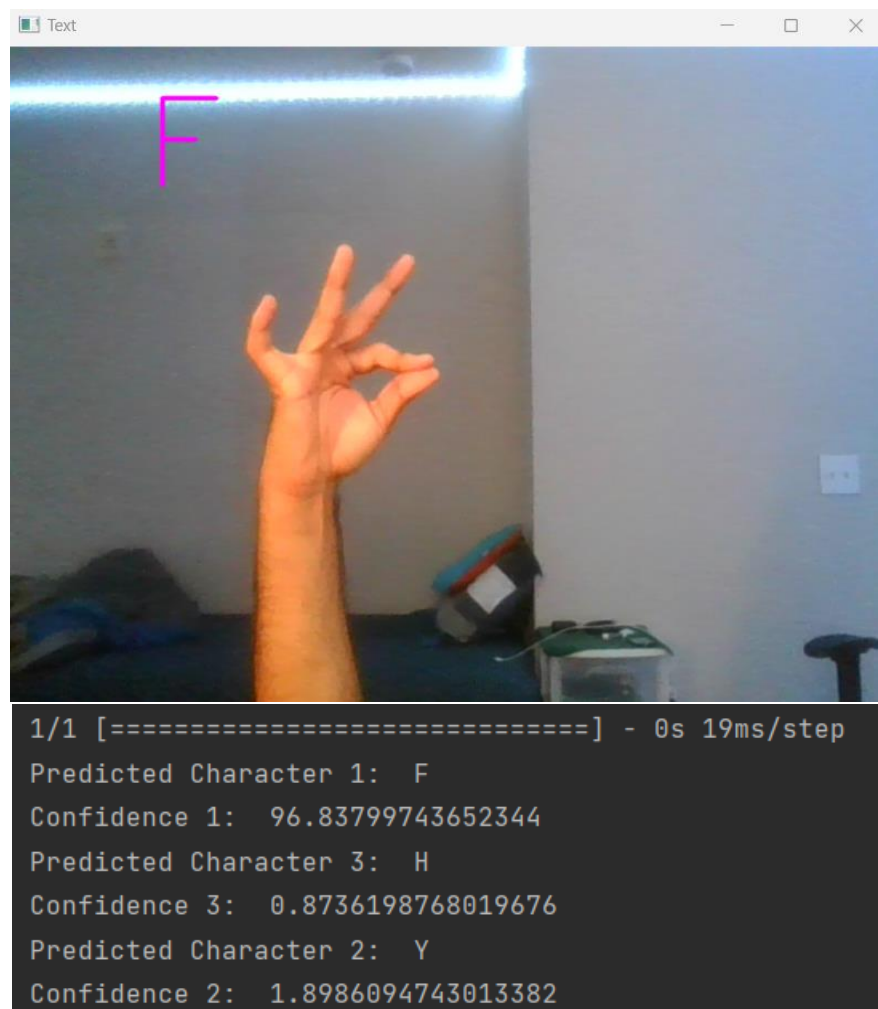 Text
F
1/1 [==============================] - 0s 19ms/step
Predicted Character 1:  F
Confidence 1:  96.83799743652344
Predicted Character 3:  H
Confidence 3:  0.8736198768019676
Predicted Character 2:  Y
Confidence 2:  1.8986094743013382